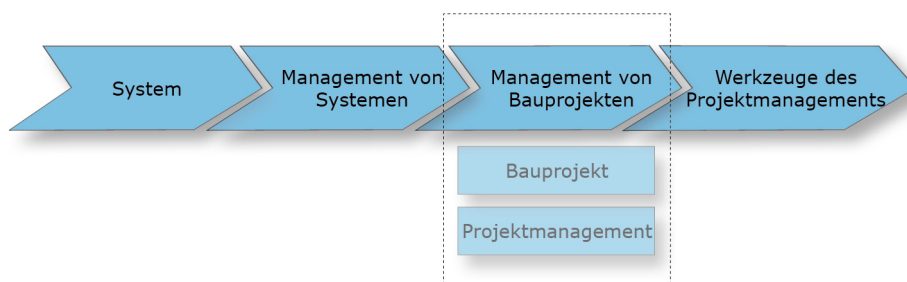 System
Management von
Systemen
Management von
Bauprojekten
Werkzeuge des
Projektmanagements
Bauprojekt
Projektmanagement